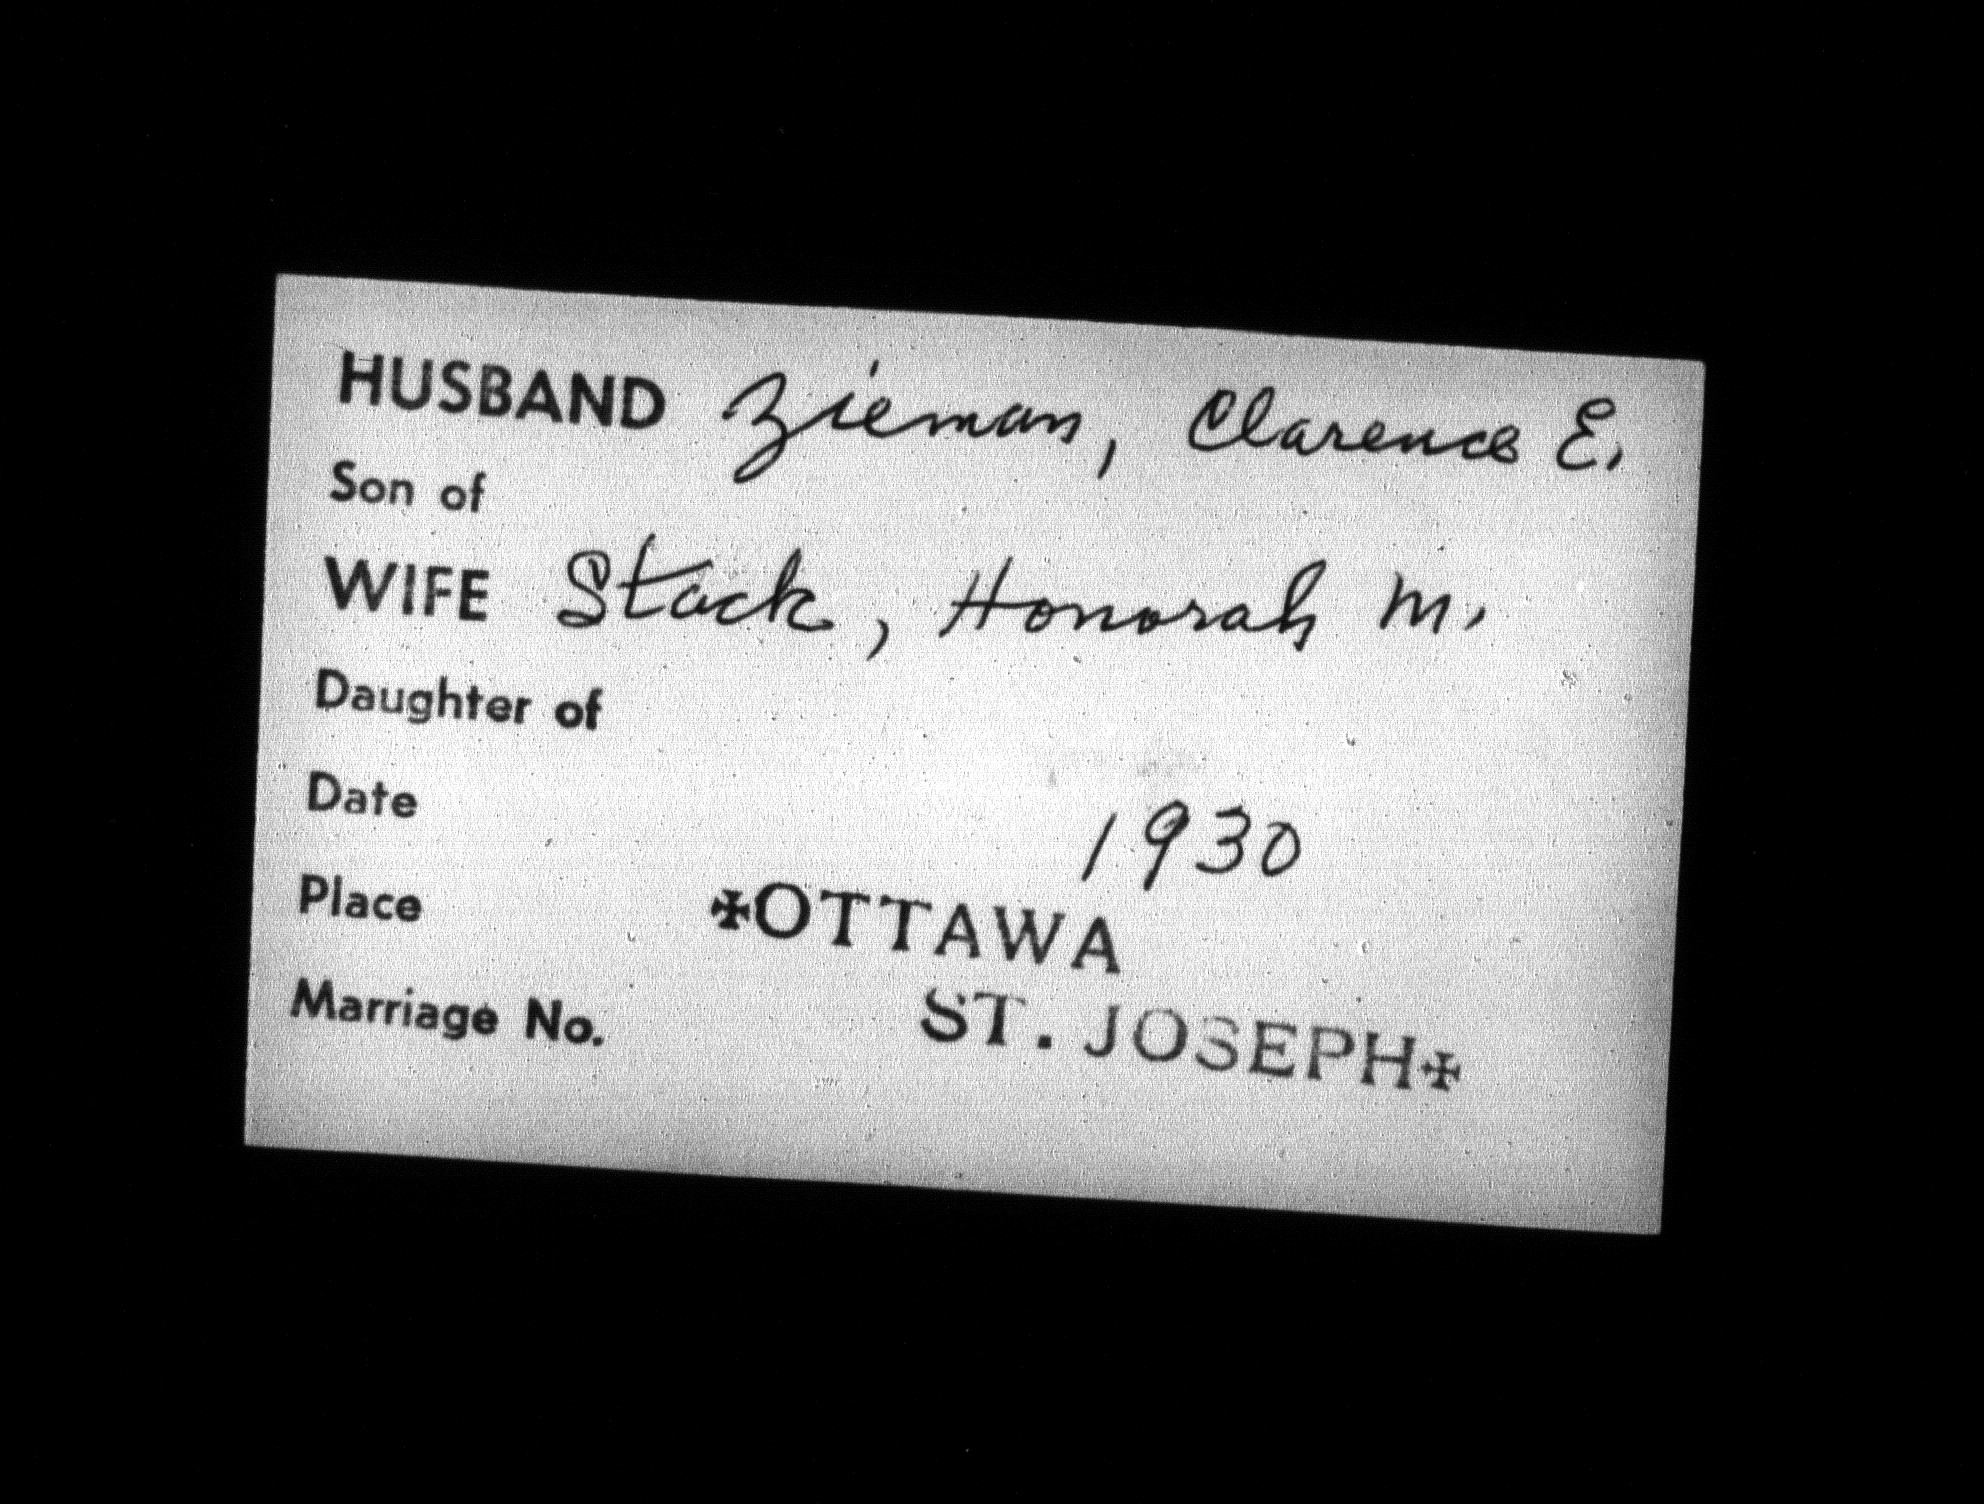 HUSBAND Zieman, Clarence E.
Son of
WIFE Stack, Honorah M.
Daughter of
Date 1930
Place ✠OTTAWA
Marriage No. ST. JOSEPH✠